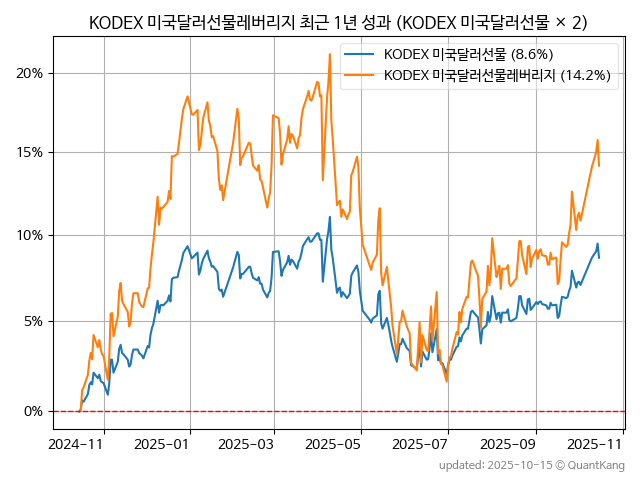 KODEX 미국달러선물레버리지 최근 1년 성과 (KODEX 미국달러선물 × 2)
KODEX 미국달러선물 (8.6%)
KODEX 미국달러선물레버리지 (14.2%)
20%
15%
10%
5%
0%
2024-11 2025-01 2025-03 2025-05 2025-07 2025-09 2025-11
updated: 2025-10-15 © QuantKang